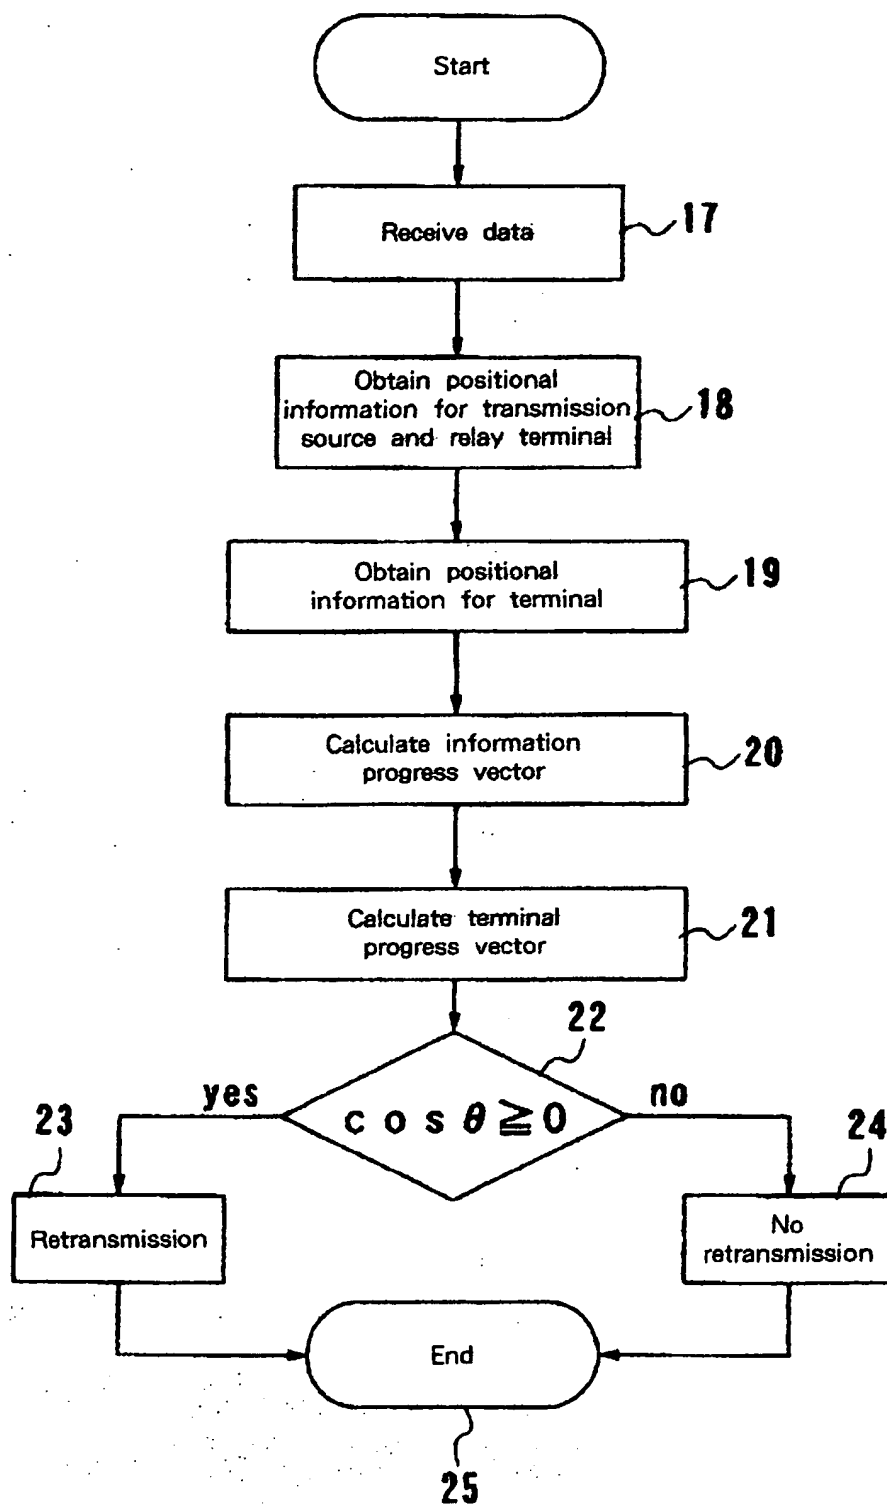 Start
Receive data
17
Obtain positional
information for transmission
source and relay terminal
18
Obtain positional
information for terminal
19
Calculate information
progress vector
20
Calculate terminal
progress vector
21
22
yes
cos θ ≧ 0
no
23
24
Retransmission
No
retransmission
End
25